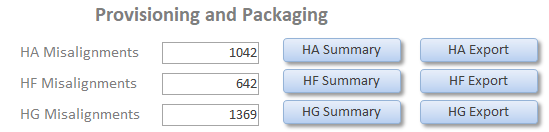 Provisioning and Packaging
HA Misalignments 1042 HA Summary HA Export
HF Misalignments 642 HF Summary HF Export
HG Misalignments 1369 HG Summary HG Export